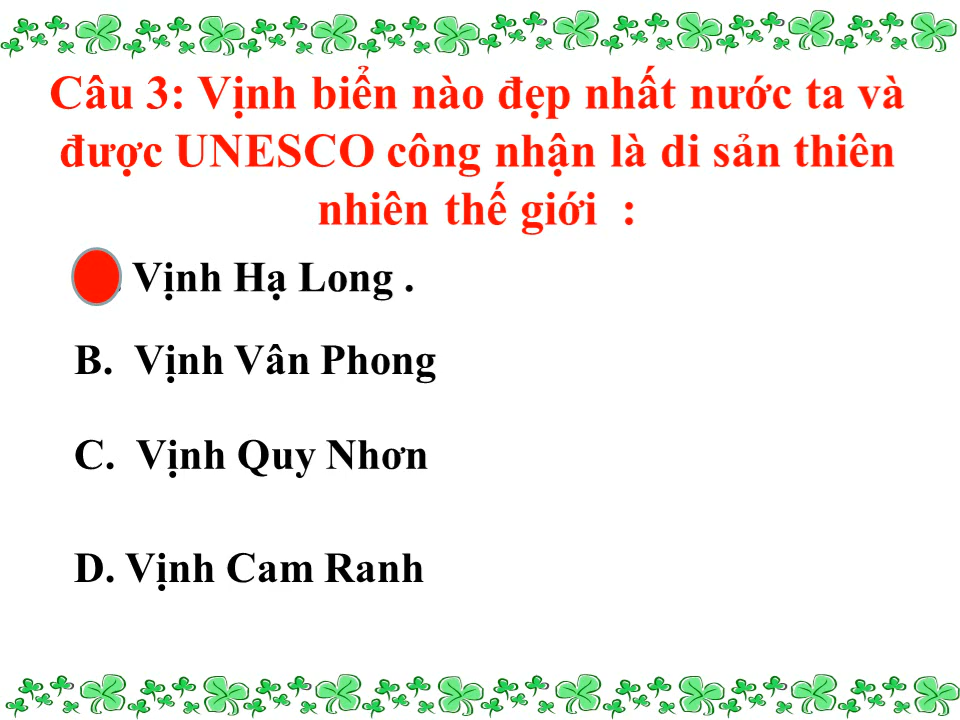 Câu 3: Vịnh biển nào đẹp nhất nước ta và
được UNESCO công nhận là di sản thiên
nhiên thế giới :
Vịnh Hạ Long .
B. Vịnh Vân Phong
C. Vịnh Quy Nhơn
D. Vịnh Cam Ranh